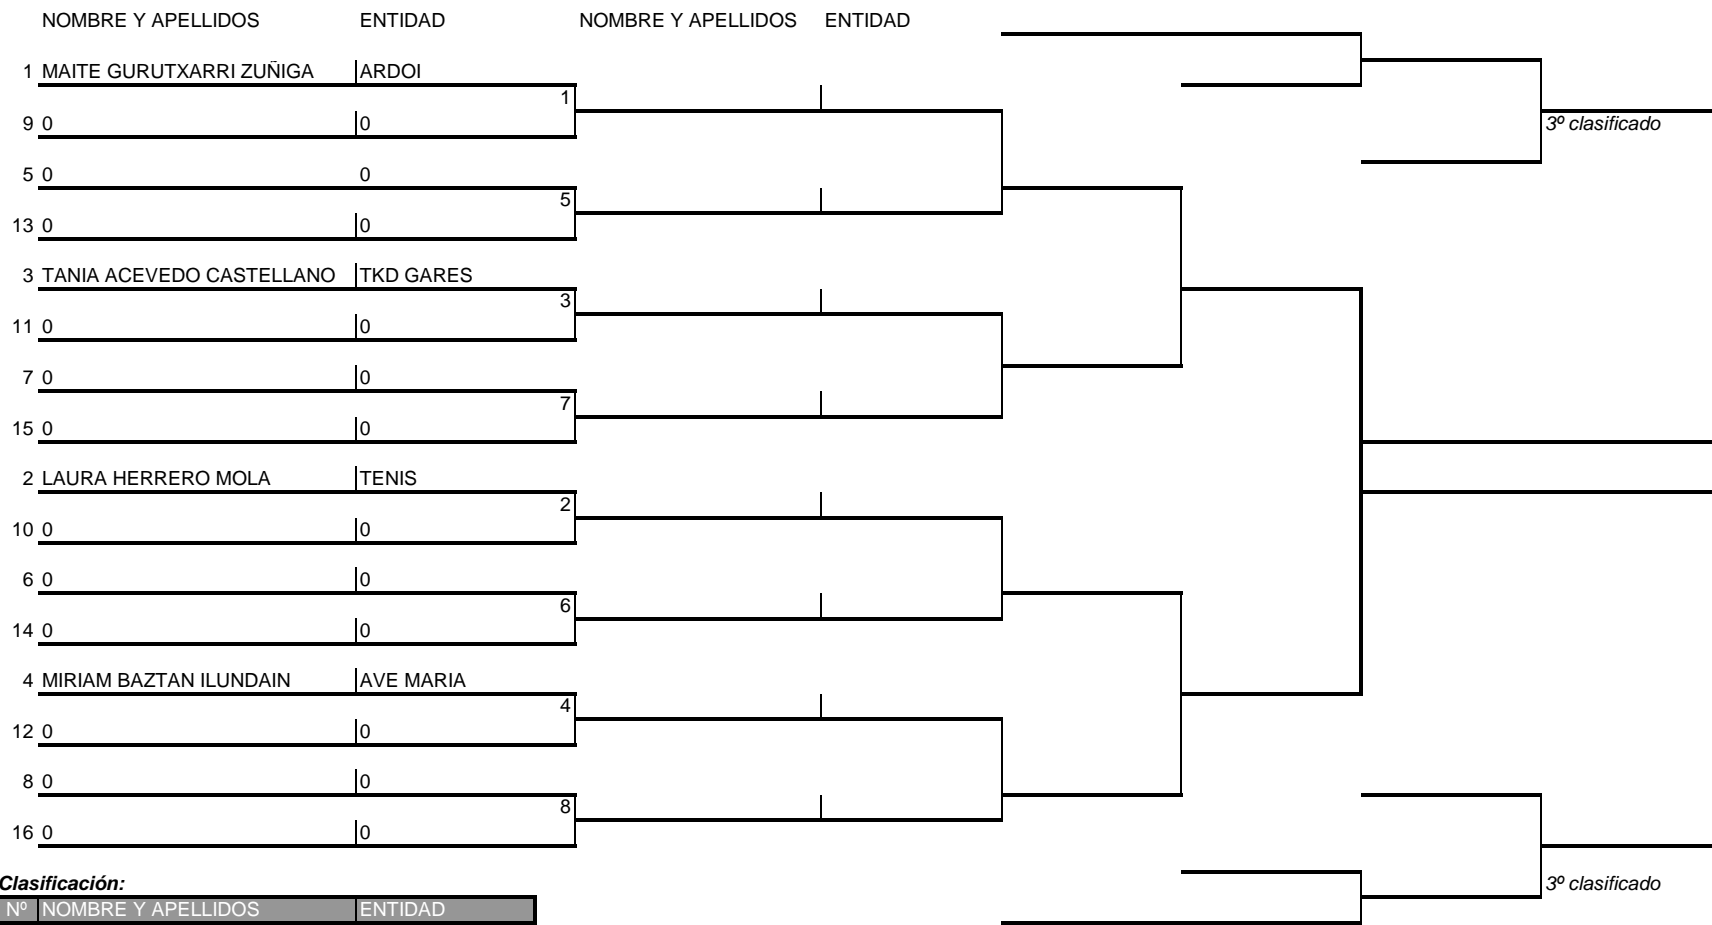 NOMBRE Y APELLIDOS ENTIDAD NOMBRE Y APELLIDOS ENTIDAD
1 MAITE GURUTXARRI ZUÑIGA ARDOI
1
9 0 0
3º clasificado
5 0 0
5
13 0 0
3 TANIA ACEVEDO CASTELLANO TKD GARES
3
11 0 0
7 0 0
7
15 0 0
2 LAURA HERRERO MOLA TENIS
2
10 0 0
6 0 0
6
14 0 0
4 MIRIAM BAZTAN ILUNDAIN AVE MARIA
4
12 0 0
8 0 0
8
16 0 0
Clasificación:
3º clasificado
Nº NOMBRE Y APELLIDOS ENTIDAD